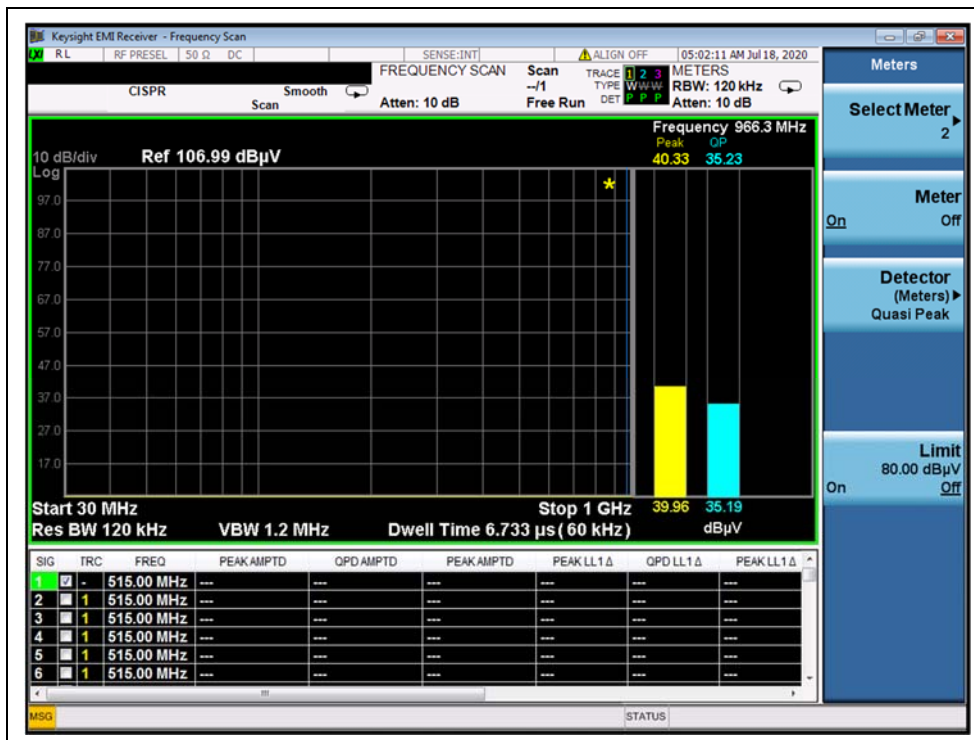 Keysight EMI Receiver - Frequency Scan
LXI RL RF PRESEL 50 Ω DC SENSE:INT ALIGN OFF 05:02:11 AM Jul 18, 2020
FREQUENCY SCAN Scan TRACE 1 2 3 METERS
CISPR Smooth --/1 TYPE W W W RBW: 120 kHz
Scan Atten: 10 dB Free Run DET P P P Atten: 10 dB
Frequency 966.3 MHz
Peak QP
10 dB/div Ref 106.99 dBµV 40.33 35.23
Log
97.0
87.0
77.0
67.0
57.0
47.0
37.0
27.0
17.0
*
Start 30 MHz Stop 1 GHz 39.96 35.19
Res BW 120 kHz VBW 1.2 MHz Dwell Time 6.733 µs ( 60 kHz ) dBµV
SIG TRC FREQ PEAK AMPTD QPD AMPTD PEAK AMPTD PEAK LL1 Δ QPD LL1 Δ PEAK LL1 Δ
1 - 515.00 MHz --- --- --- --- --- ---
2 1 515.00 MHz --- --- --- --- --- ---
3 1 515.00 MHz --- --- --- --- --- ---
4 1 515.00 MHz --- --- --- --- --- ---
5 1 515.00 MHz --- --- --- --- --- ---
6 1 515.00 MHz --- --- --- --- --- ---
MSG STATUS
Meters
Select Meter
2
Meter
On Off
Detector
(Meters)
Quasi Peak
Limit
80.00 dBµV
On Off